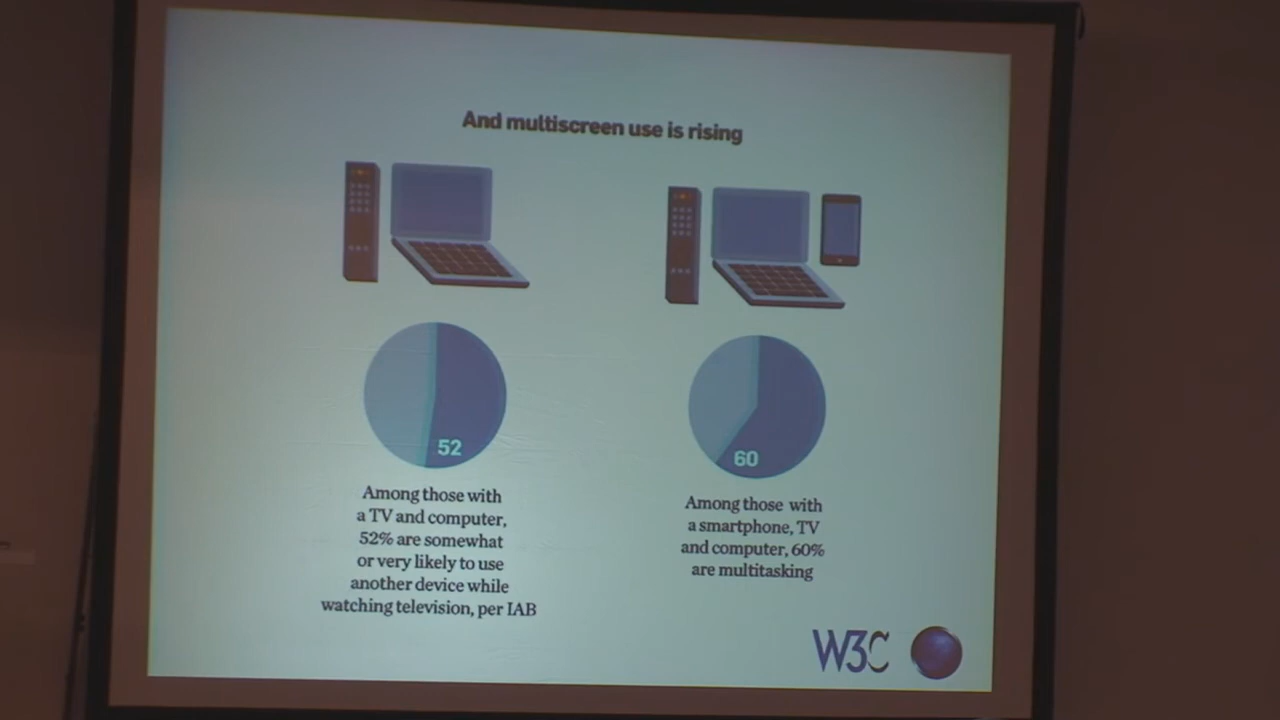 And multiscreen use is rising
52
Among those with
a TV and computer,
52% are somewhat
or very likely to use
another device while
watching television, per IAB
60
Among those with
a smartphone, TV
and computer, 60%
are multitasking
W3C